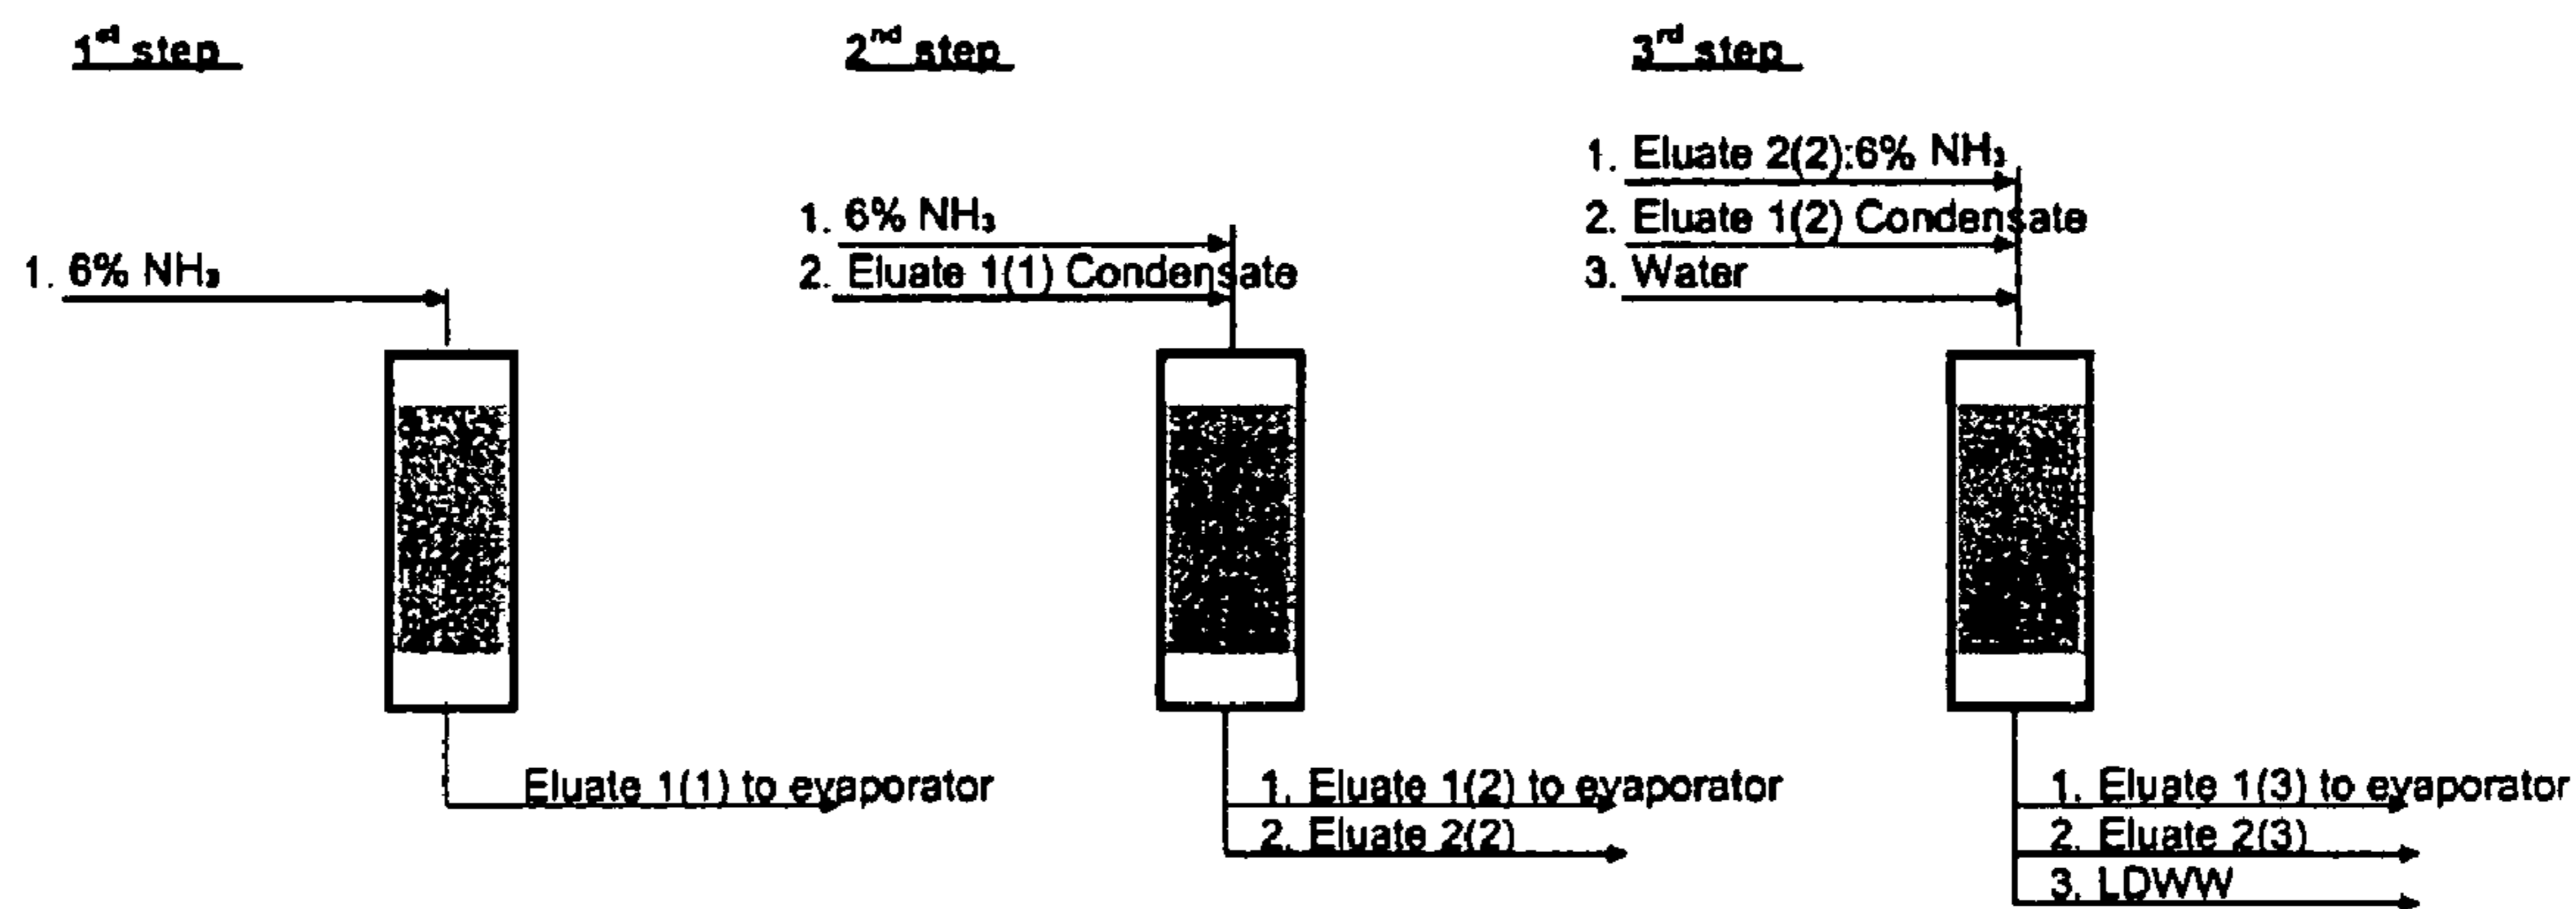 1st step
1. 6% NH₃
Eluate 1(1) to evaporator
2nd step
1. 6% NH₃
2. Eluate 1(1) Condensate
1. Eluate 1(2) to evaporator
2. Eluate 2(2)
3rd step
1. Eluate 2(2):6% NH₃
2. Eluate 1(2) Condensate
3. Water
1. Eluate 1(3) to evaporator
2. Eluate 2(3)
3. LDWW